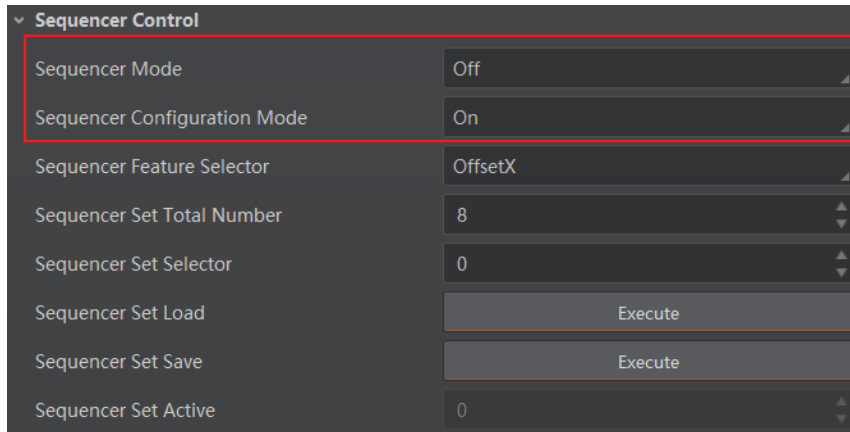 Sequencer Control
Sequencer Mode Off
Sequencer Configuration Mode On
Sequencer Feature Selector OffsetX
Sequencer Set Total Number 8
Sequencer Set Selector 0
Sequencer Set Load Execute
Sequencer Set Save Execute
Sequencer Set Active 0